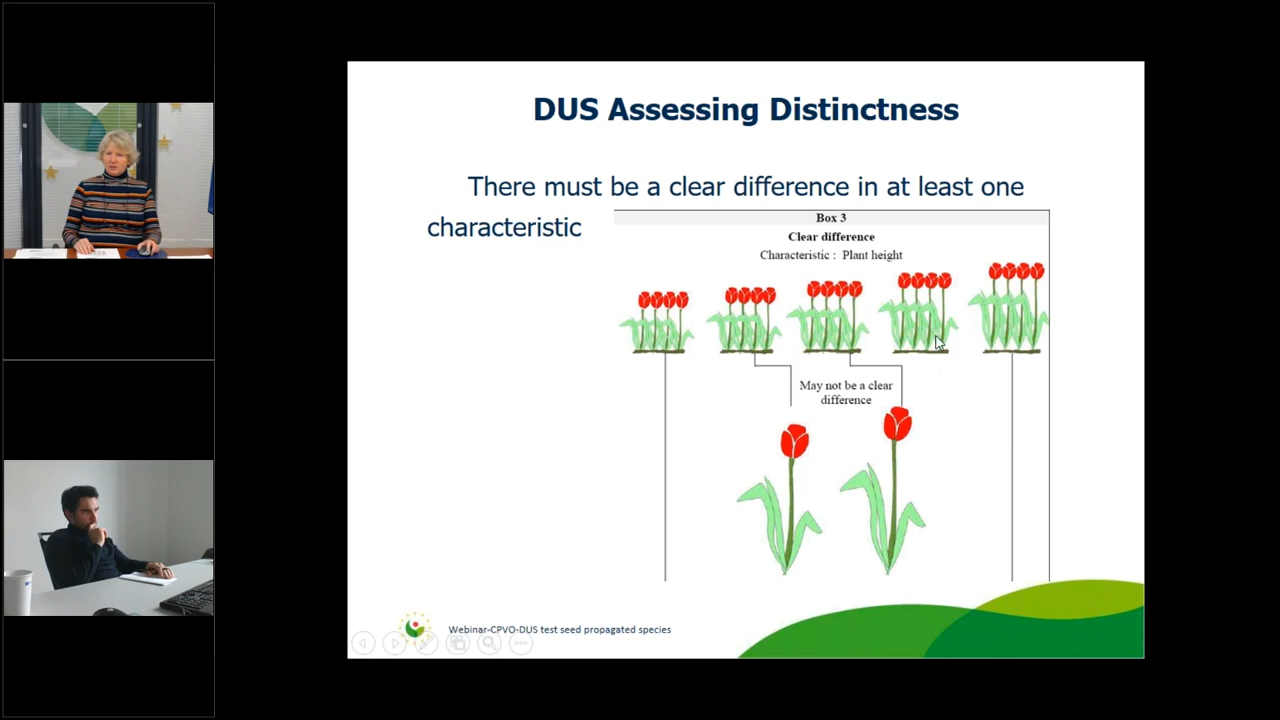 DUS Assessing Distinctness
There must be a clear difference in at least one
characteristic
Box 3
Clear difference
Characteristic : Plant height
May not be a clear
difference
Webinar-CPVO-DUS test seed propagated species